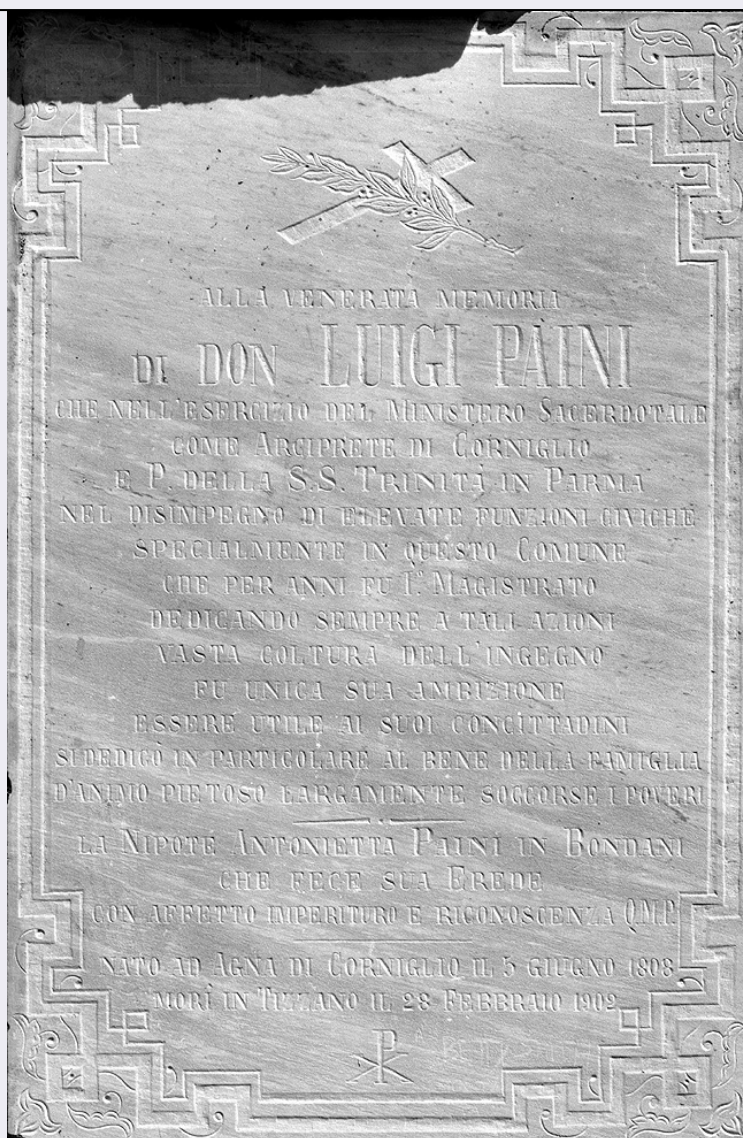 ALLA VENERATA MEMORIA
DI DON LUIGI PAINI
CHE NELL'ESERCIZIO DEL MINISTERO SACERDOTALE
COME ARCIPRETE DI CORNIGLIO
E P. DELLA S.S. TRINITÀ IN PARMA
NEL DISIMPEGNO DI ELEVATE FUNZIONI CIVICHE
SPECIALMENTE IN QUESTO COMUNE
CHE PER ANNI FU I.º MAGISTRATO
DEDICANDO SEMPRE A TALI AZIONI
VASTA COLTURA DELL'INGEGNO
FU UNICA SUA AMBIZIONE
ESSERE UTILE AI SUOI CONCITTADINI
SI DEDICÒ IN PARTICOLARE AL BENE DELLA FAMIGLIA
D'ANIMO PIETOSO LARGAMENTE SOCCORSE I POVERI
LA NIPOTE ANTONIETTA PAINI IN BONDANI
CHE FECE SUA EREDE
CON AFFETTO IMPERITURO E RICONOSCENZA Q.M.P.
NATO AD AGNA DI CORNIGLIO IL 5 GIUGNO 1808
MORÌ IN TIZZANO IL 28 FEBBRAIO 1902